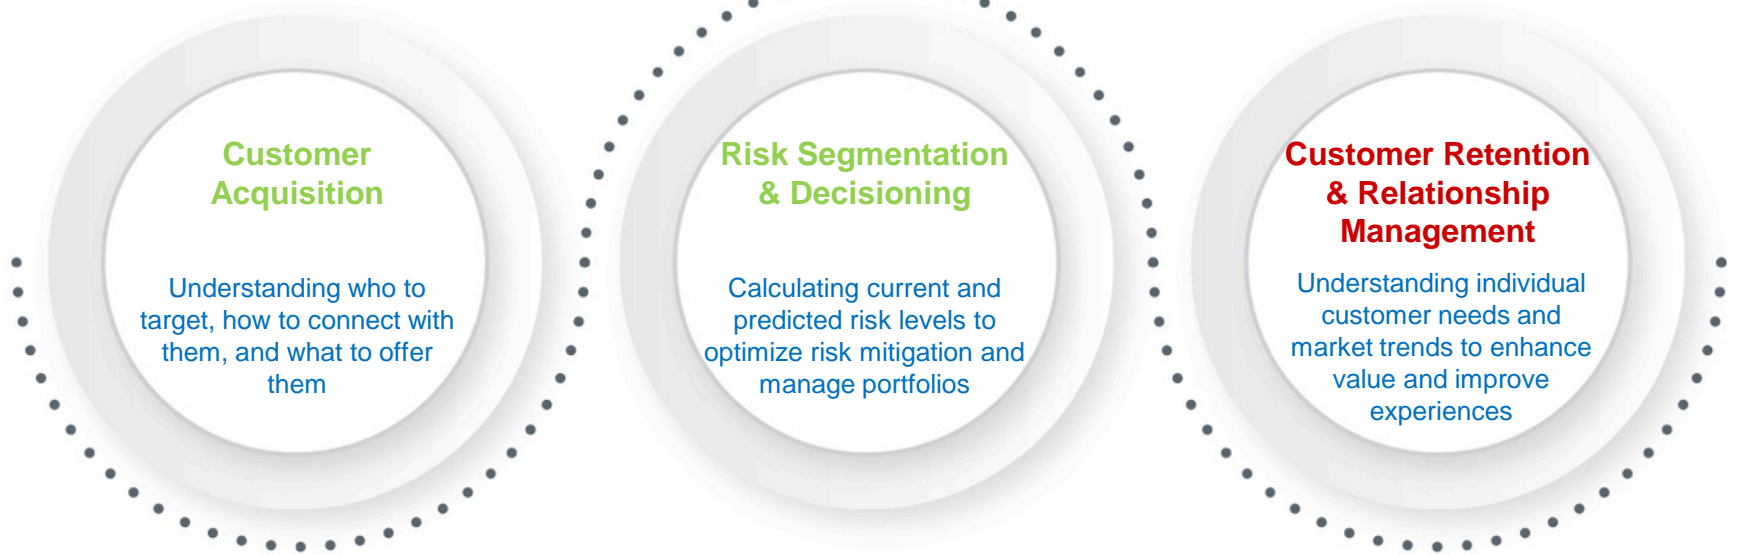 Customer
Acquisition
Understanding who to
target, how to connect with
them, and what to offer
them
Risk Segmentation
& Decisioning
Calculating current and
predicted risk levels to
optimize risk mitigation and
manage portfolios
Customer Retention
& Relationship
Management
Understanding individual
customer needs and
market trends to enhance
value and improve
experiences